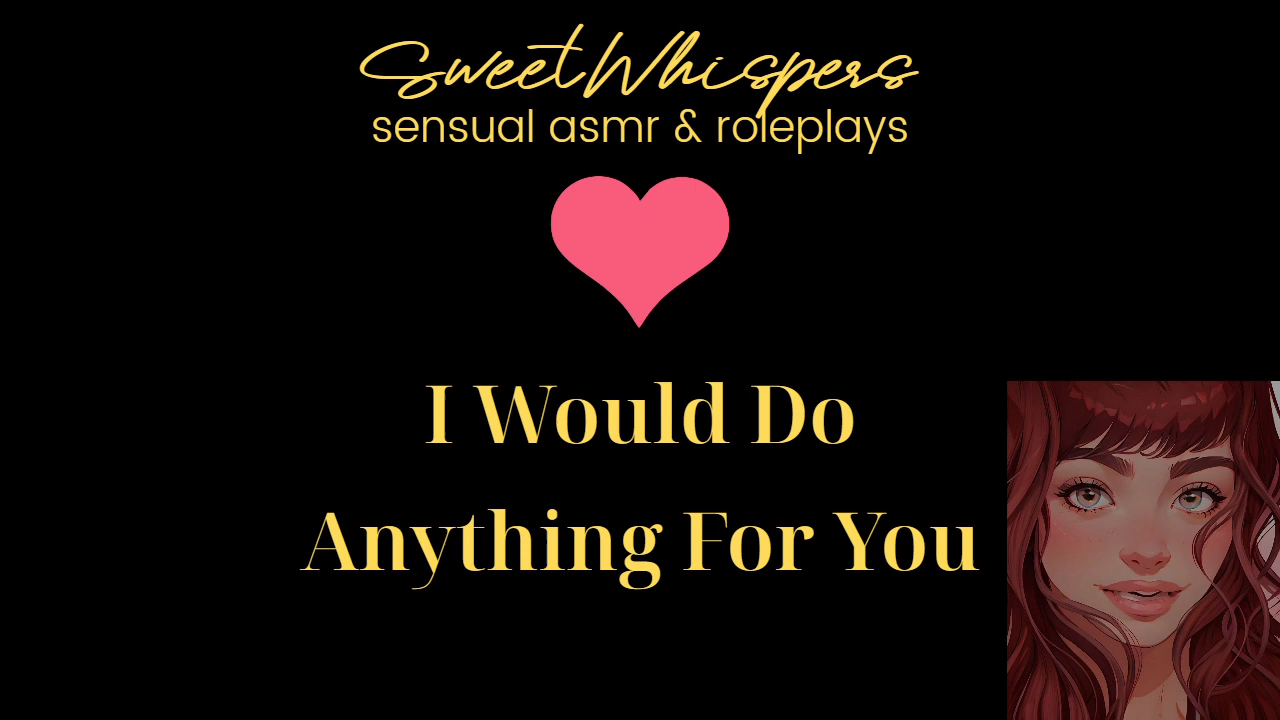 SweetWhispers
sensual asmr & roleplays
I Would Do
Anything For You